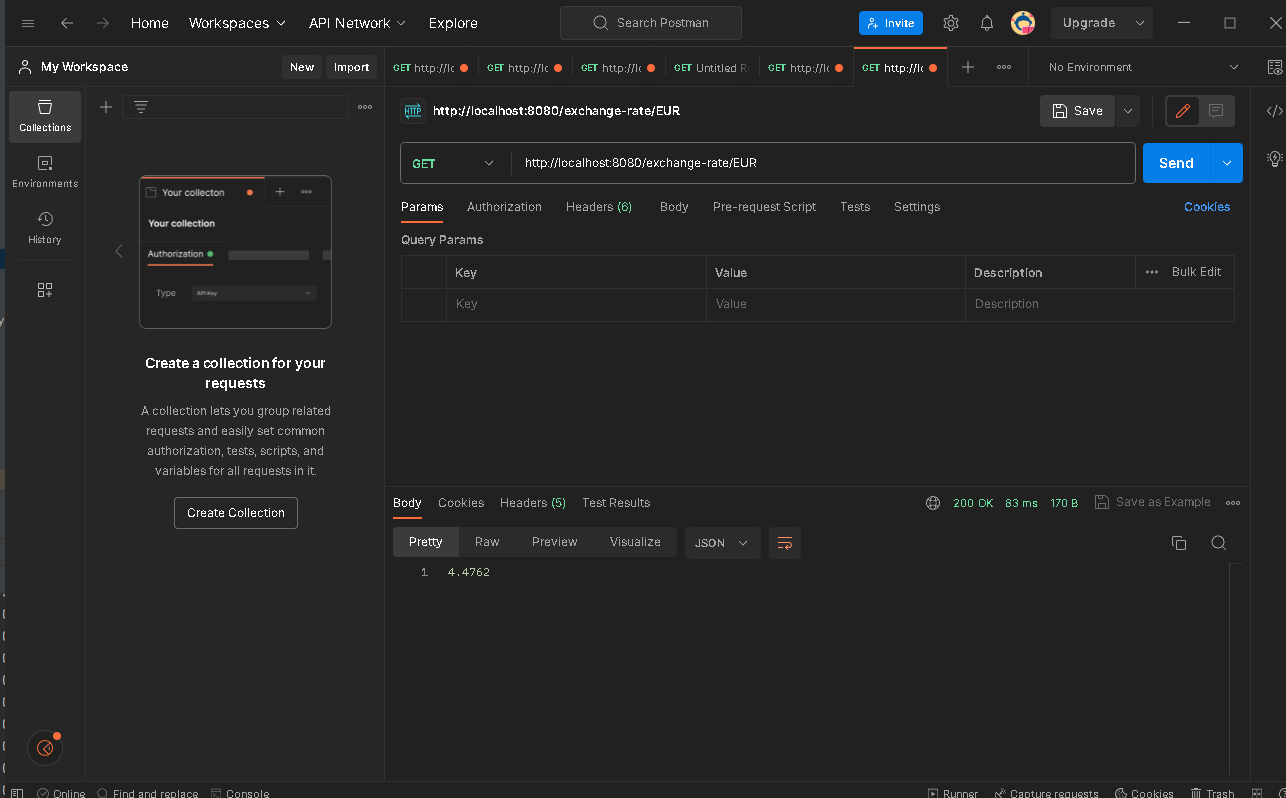 Home Workspaces API Network Explore Search Postman Invite Upgrade
My Workspace New Import GET http://lc GET http://lc GET http://lc GET Untitled R GET http://lc GET http://lc No Environment
Collections
Environments
History
Your collecton
Your collection
Authorization
Type API Key
Create a collection for your
requests
A collection lets you group related
requests and easily set common
authorization, tests, scripts, and
variables for all requests in it.
Create Collection
HTTP http://localhost:8080/exchange-rate/EUR Save
GET http://localhost:8080/exchange-rate/EUR Send
Params Authorization Headers (6) Body Pre-request Script Tests Settings Cookies
Query Params
Key Value Description Bulk Edit
Key Value Description
Body Cookies Headers (5) Test Results 200 OK 83 ms 170 B Save as Example
Pretty Raw Preview Visualize JSON
1 4.4762
Online Find and replace Console Runner Capture requests Cookies Trash